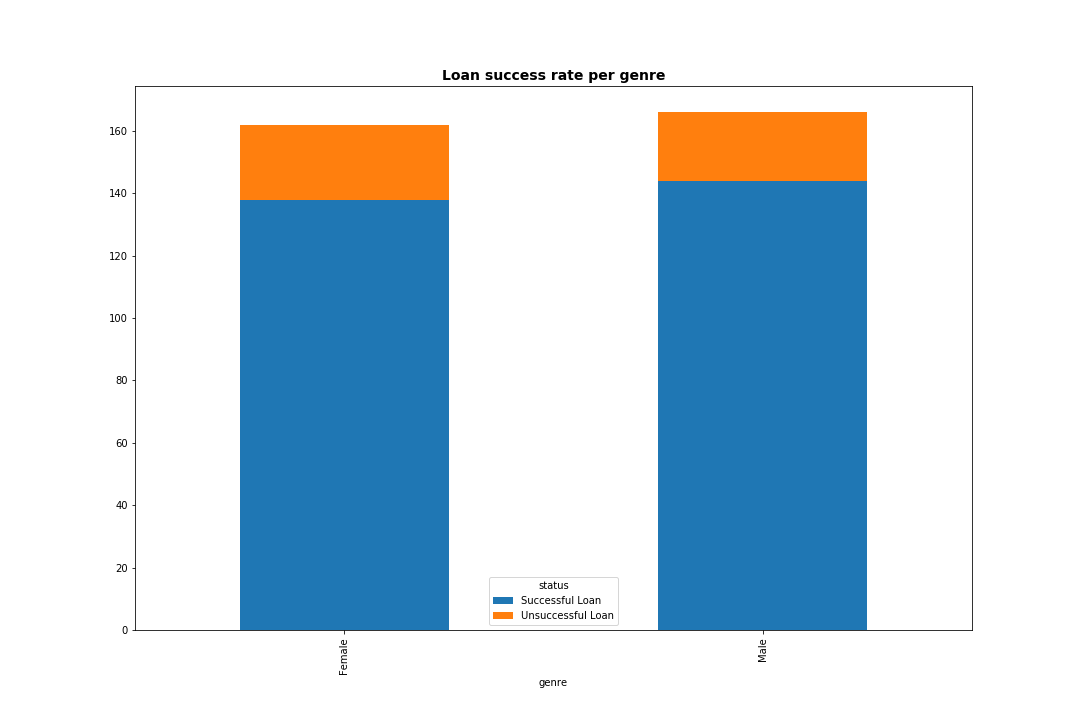 Loan success rate per genre
160
140
120
100
80
60
40
20
0
status
Successful Loan
Unsuccessful Loan
Female
Male
genre